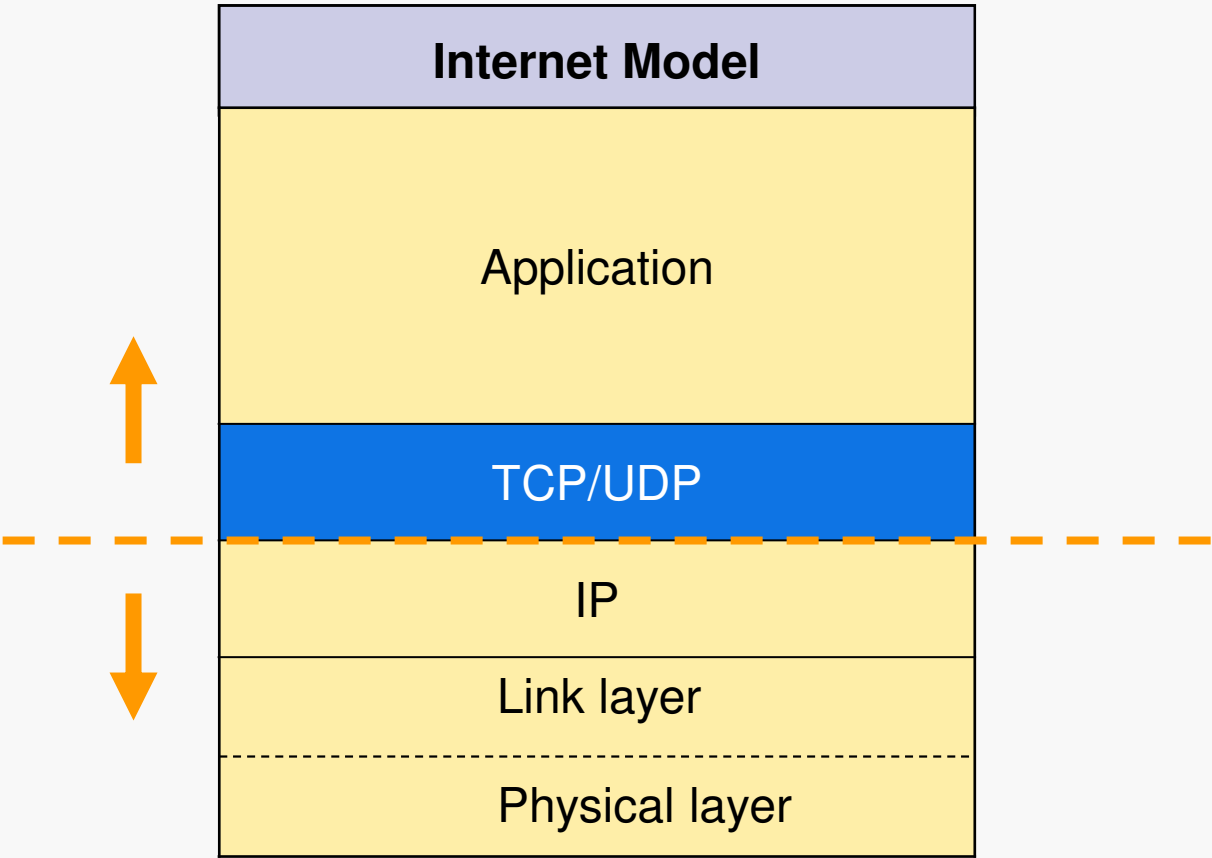 Internet Model
Application
TCP/UDP
IP
Link layer
Physical layer